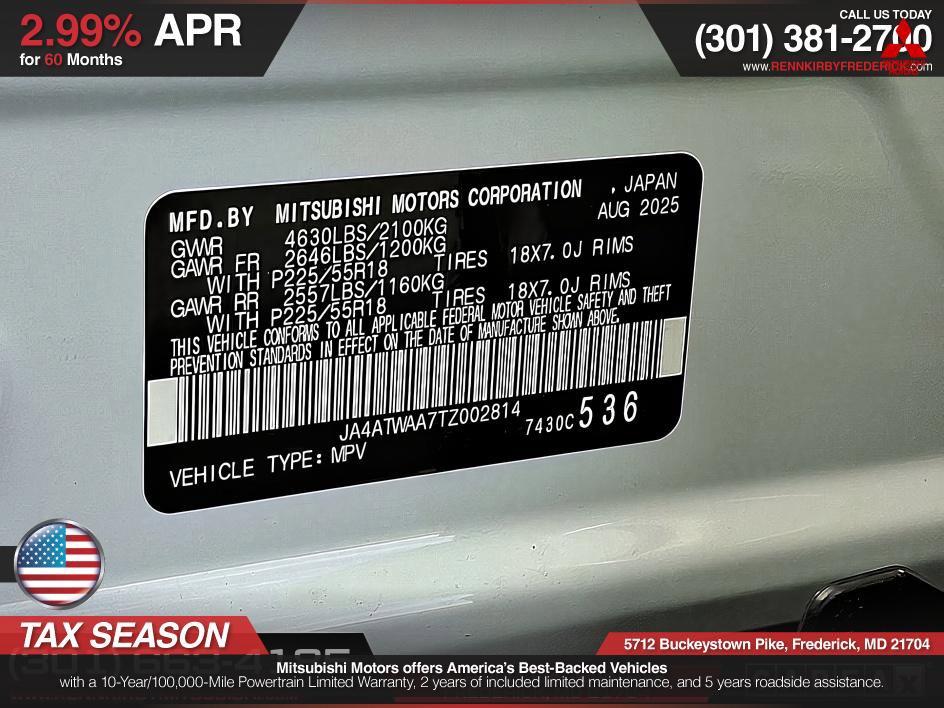 2.99% APR
for 60 Months
CALL US TODAY
(301) 381-2700
www.RENNKIRBYFREDERICK.com
MFD.BY MITSUBISHI MOTORS CORPORATION . JAPAN
AUG 2025
GVWR 4630LBS/2100KG
GAWR FR 2646LBS/1200KG
WITH P225/55R18 TIRES 18X7.0J RIMS
GAWR RR 2557LBS/1160KG
WITH P225/55R18 TIRES 18X7.0J RIMS
THIS VEHICLE CONFORMS TO ALL APPLICABLE FEDERAL MOTOR VEHICLE SAFETY AND THEFT
PREVENTION STANDARDS IN EFFECT ON THE DATE OF MANUFACTURE SHOWN ABOVE.
JA4ATWAA7TZ002814
7430C 536
VEHICLE TYPE: MPV
TAX SEASON
5712 Buckeystown Pike, Frederick, MD 21704
Mitsubishi Motors offers America's Best-Backed Vehicles
with a 10-Year/100,000-Mile Powertrain Limited Warranty, 2 years of included limited maintenance, and 5 years roadside assistance.